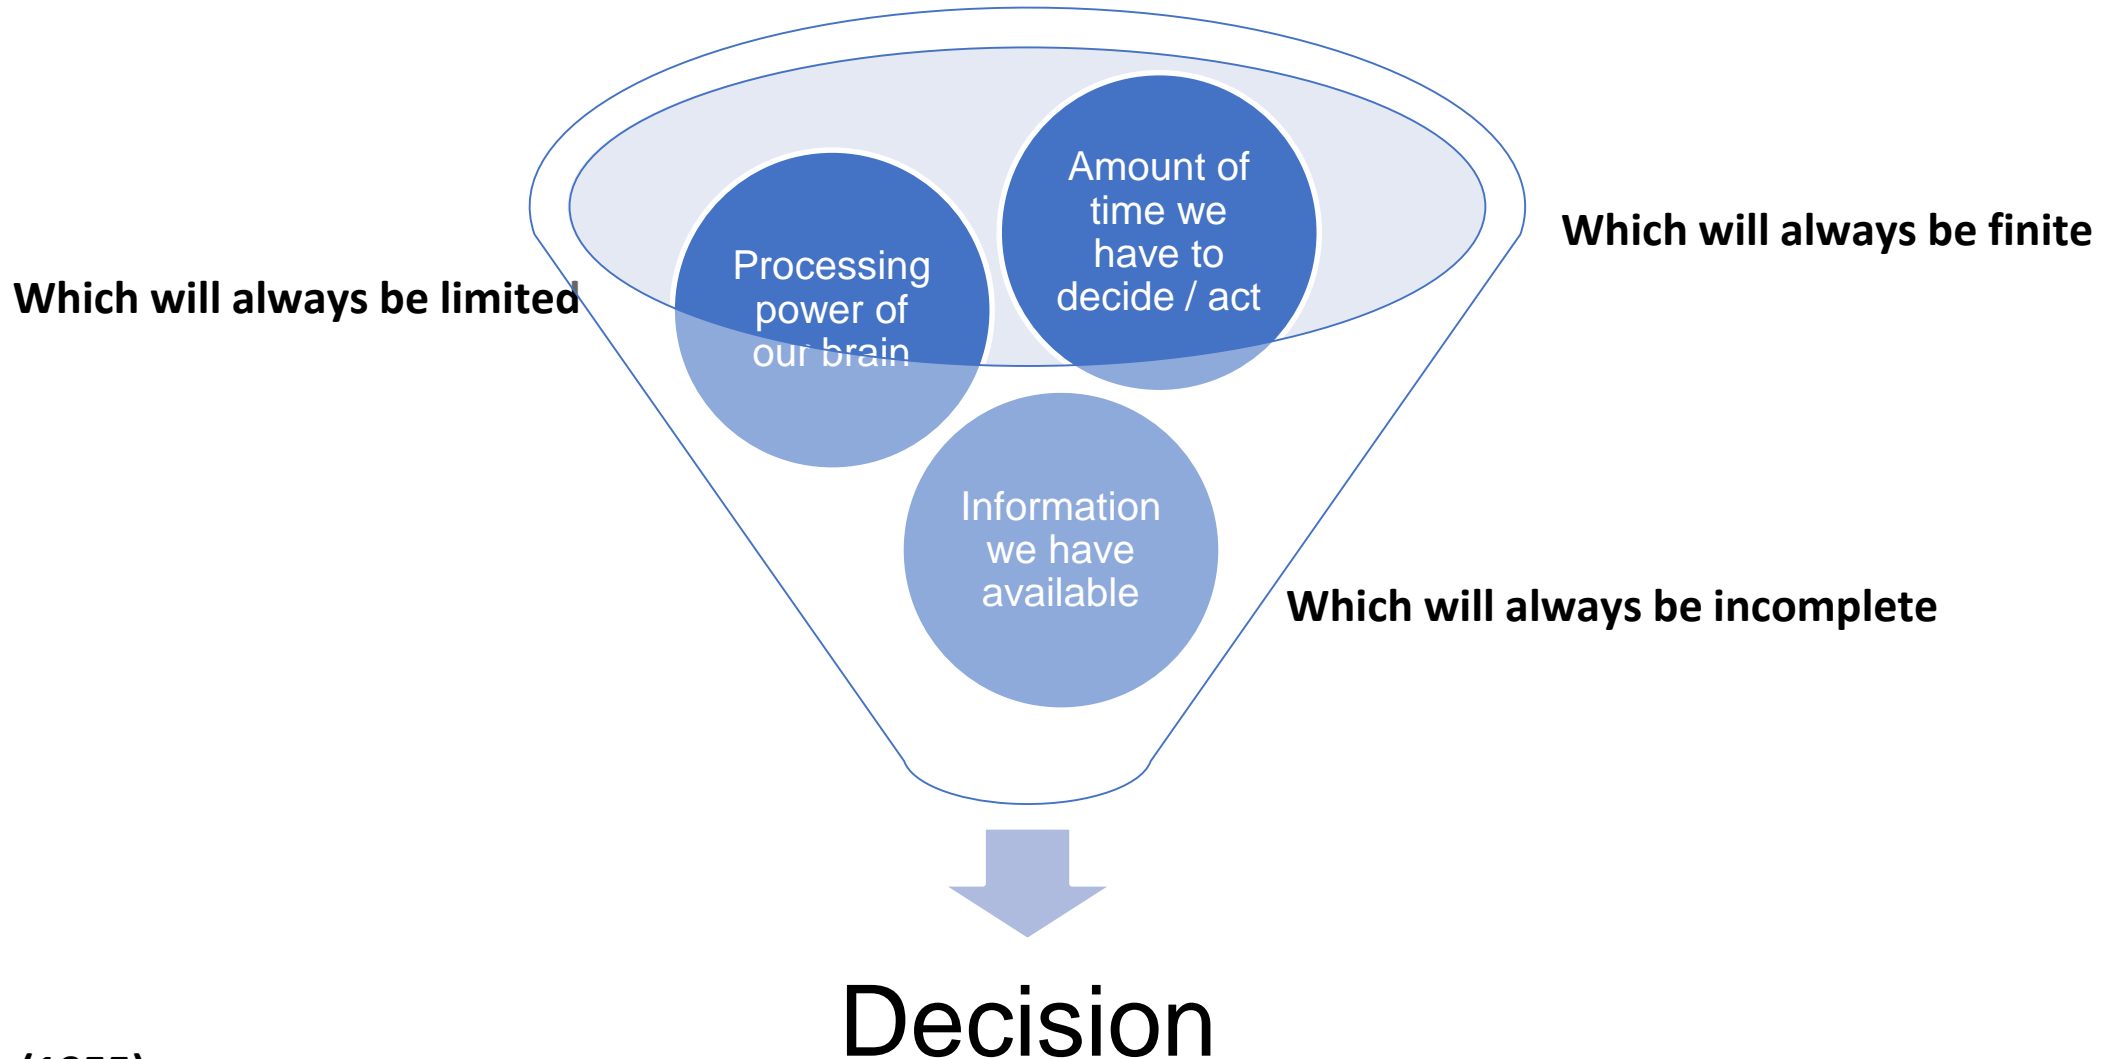 Amount of
time we
have to
decide / act
Which will always be finite
Processing
power of
our brain
Which will always be limited
Information
we have
available
Which will always be incomplete
Decision